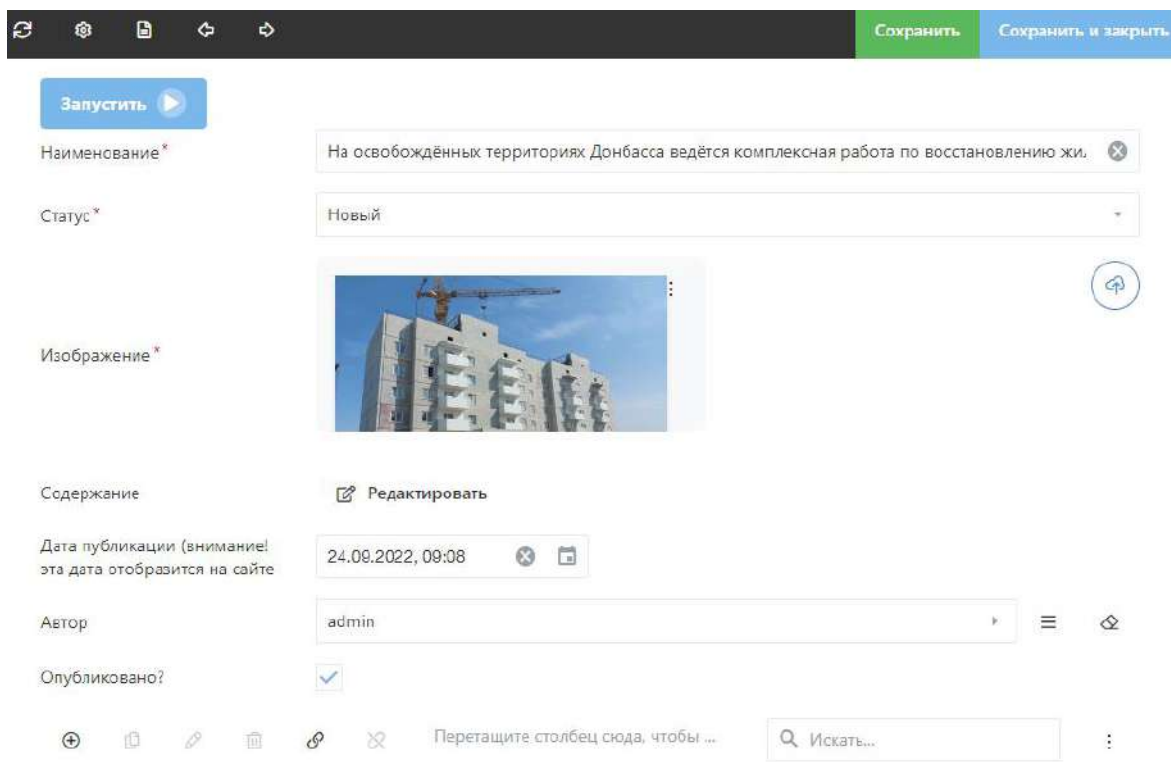 Сохранить
Сохранить и закрыть
Запустить
Наименование*
На освобождённых территориях Донбасса ведётся комплексная работа по восстановлению
Статус*
Новый
Изображение*
Содержание
Редактировать
Дата публикации (внимание!
эта дата отобразится на сайте
24.09.2022, 09:08
Автор
admin
Опубликовано?
Перетащите столбец сюда, чтобы ...
Искать...